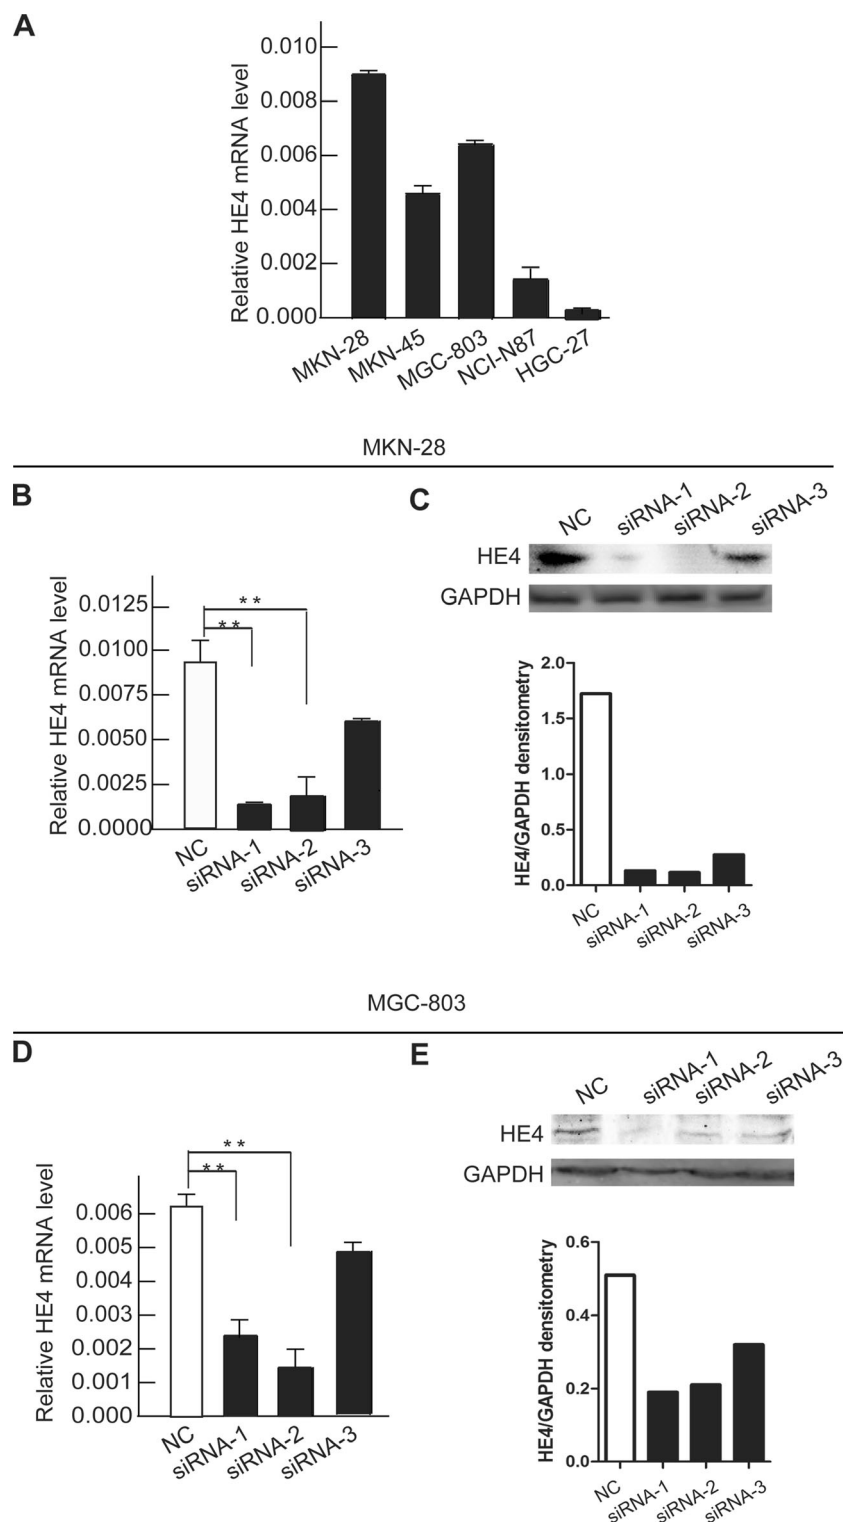 A
Relative HE4 mRNA level
0.010
0.008
0.006
0.004
0.002
0.000
MKN-28
MKN-45
MGC-803
NCI-N87
HGC-27
MKN-28
B
Relative HE4 mRNA level
0.0125
0.0100
0.0075
0.0050
0.0025
0.0000
**
**
NC
siRNA-1
siRNA-2
siRNA-3
C
NC
siRNA-1
siRNA-2
siRNA-3
HE4
GAPDH
HE4/GAPDH densitometry
2.0
1.5
1.0
0.5
0.0
NC
siRNA-1
siRNA-2
siRNA-3
MGC-803
D
Relative HE4 mRNA level
0.006
0.005
0.004
0.003
0.002
0.001
0.000
**
**
NC
siRNA-1
siRNA-2
siRNA-3
E
NC
siRNA-1
siRNA-2
siRNA-3
HE4
GAPDH
HE4/GAPDH densitometry
0.6
0.4
0.2
0.0
NC
siRNA-1
siRNA-2
siRNA-3